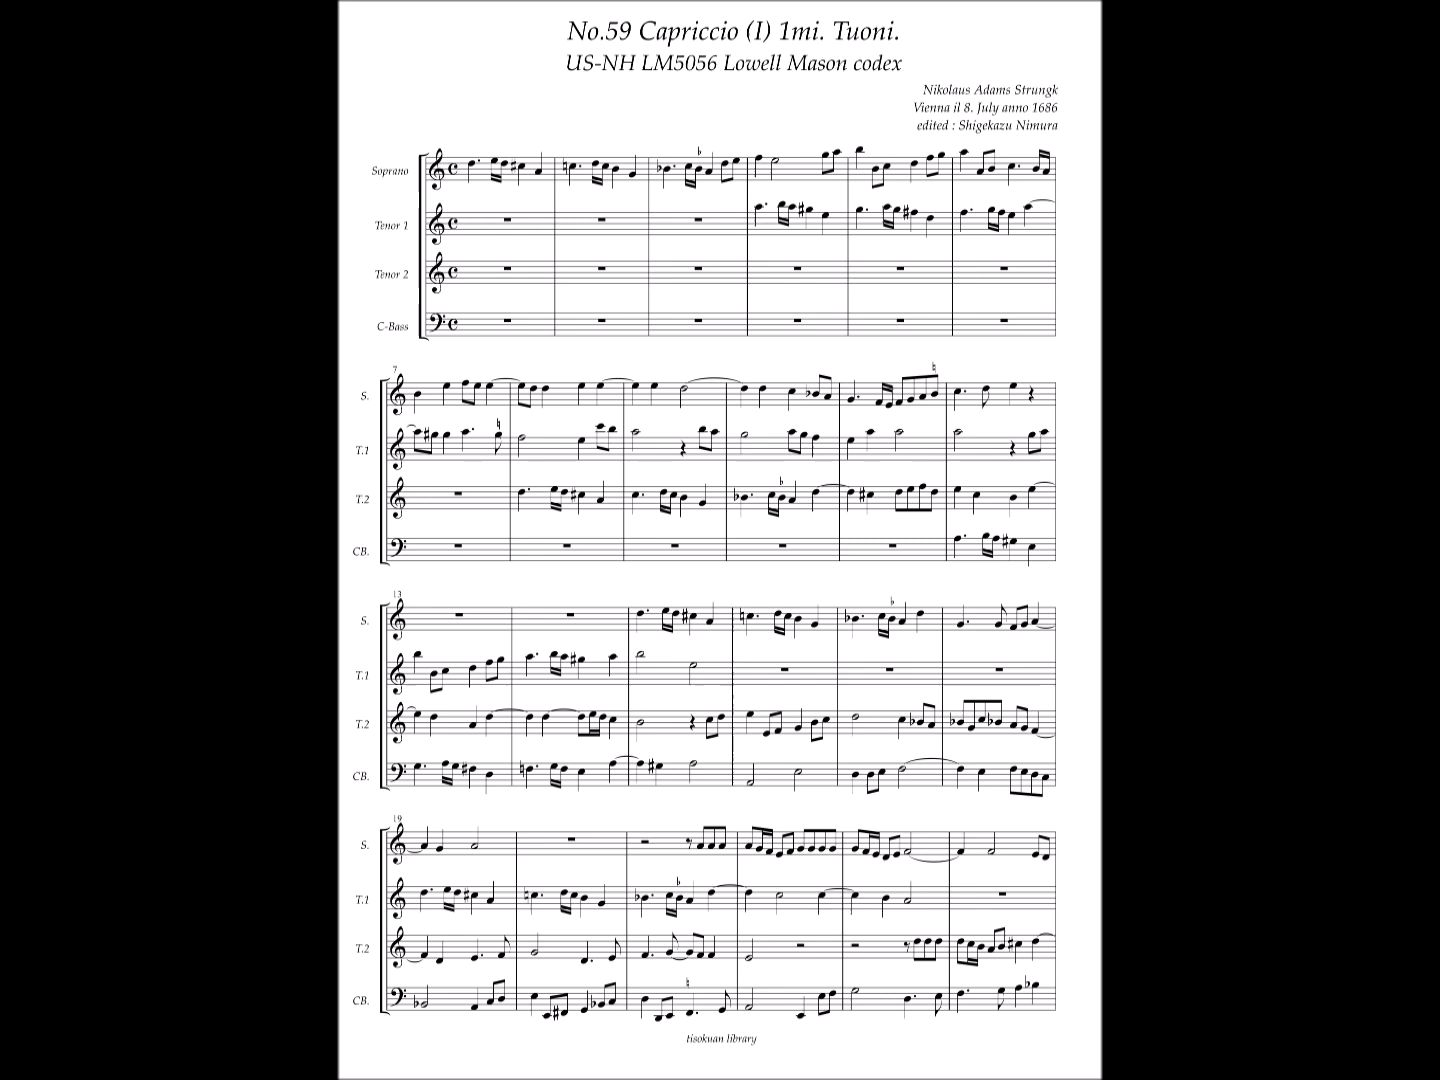 No.59 Capriccio (I) 1mi. Tuoni.
US-NH LM5056 Lowell Mason codex
Nikolaus Adams Strungk
Vienna il 8. July anno 1686
edited : Shigekazu Nimura
Soprano
Tenor 1
Tenor 2
C-Bass
7
S.
T.1
T.2
CB.
13
S.
T.1
T.2
CB.
19
S.
T.1
T.2
CB.
tisokuan library